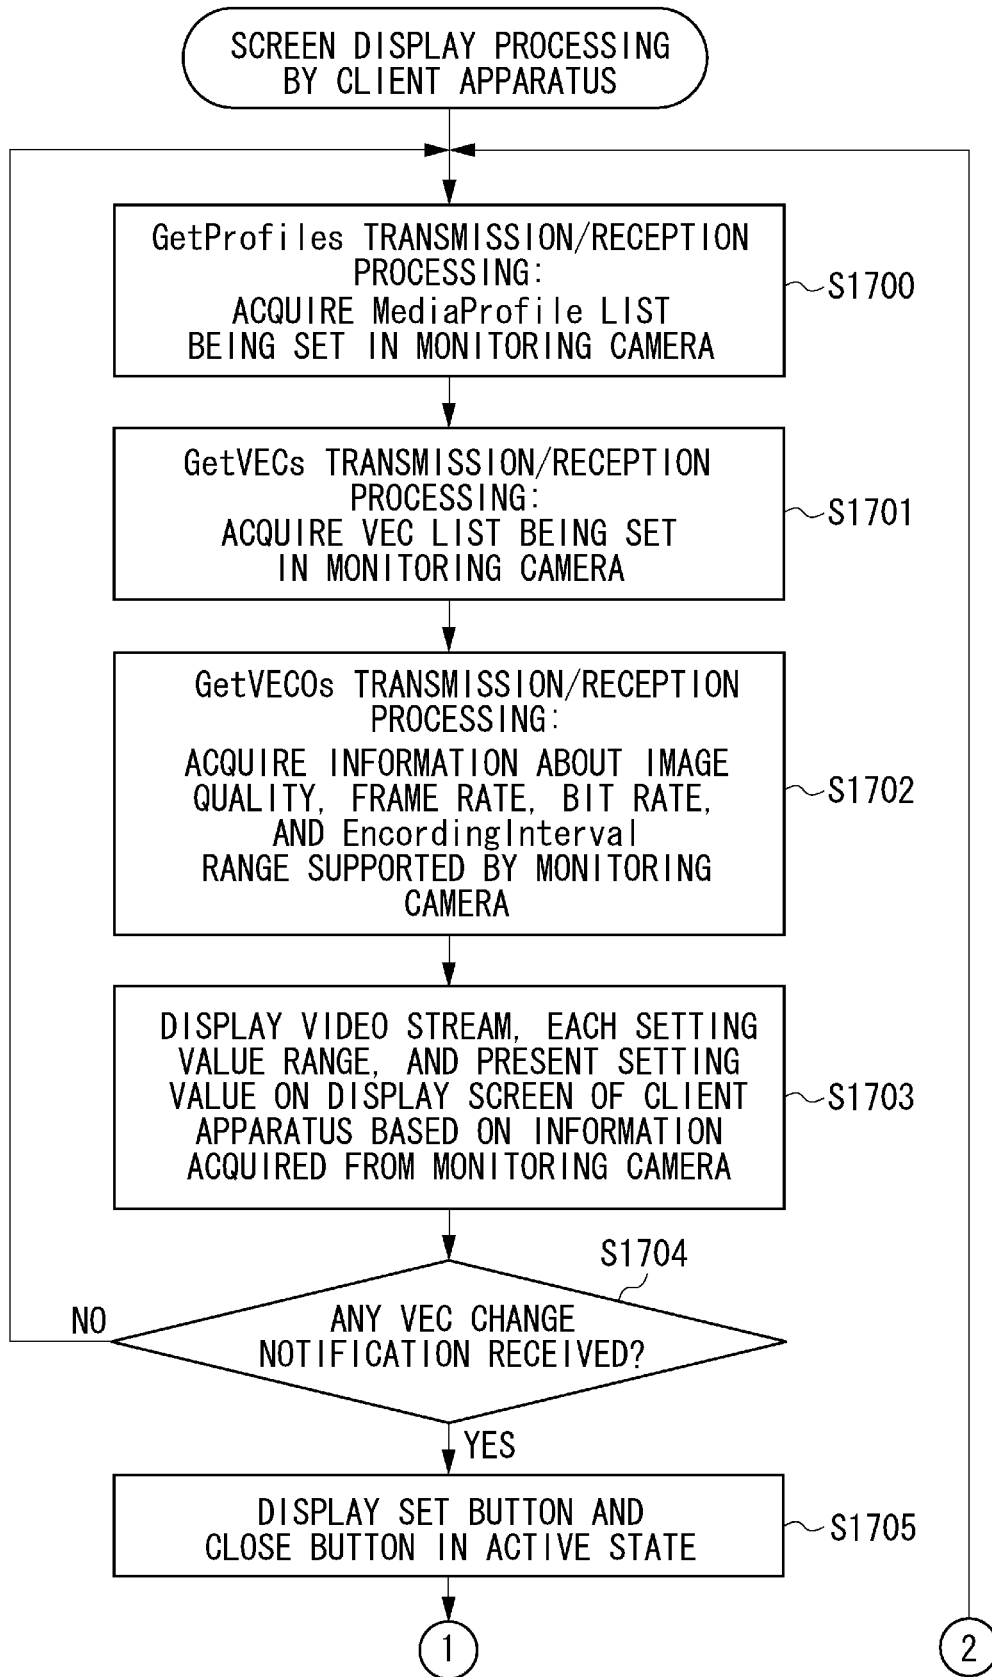 SCREEN DISPLAY PROCESSING
BY CLIENT APPARATUS
GetProfiles TRANSMISSION/RECEPTION
PROCESSING:
ACQUIRE MediaProfile LIST
BEING SET IN MONITORING CAMERA
S1700
GetVECs TRANSMISSION/RECEPTION
PROCESSING:
ACQUIRE VEC LIST BEING SET
IN MONITORING CAMERA
S1701
GetVECOs TRANSMISSION/RECEPTION
PROCESSING:
ACQUIRE INFORMATION ABOUT IMAGE
QUALITY, FRAME RATE, BIT RATE,
AND EncordingInterval
RANGE SUPPORTED BY MONITORING
CAMERA
S1702
DISPLAY VIDEO STREAM, EACH SETTING
VALUE RANGE, AND PRESENT SETTING
VALUE ON DISPLAY SCREEN OF CLIENT
APPARATUS BASED ON INFORMATION
ACQUIRED FROM MONITORING CAMERA
S1703
S1704
NO
ANY VEC CHANGE
NOTIFICATION RECEIVED?
YES
DISPLAY SET BUTTON AND
CLOSE BUTTON IN ACTIVE STATE
S1705
1
2